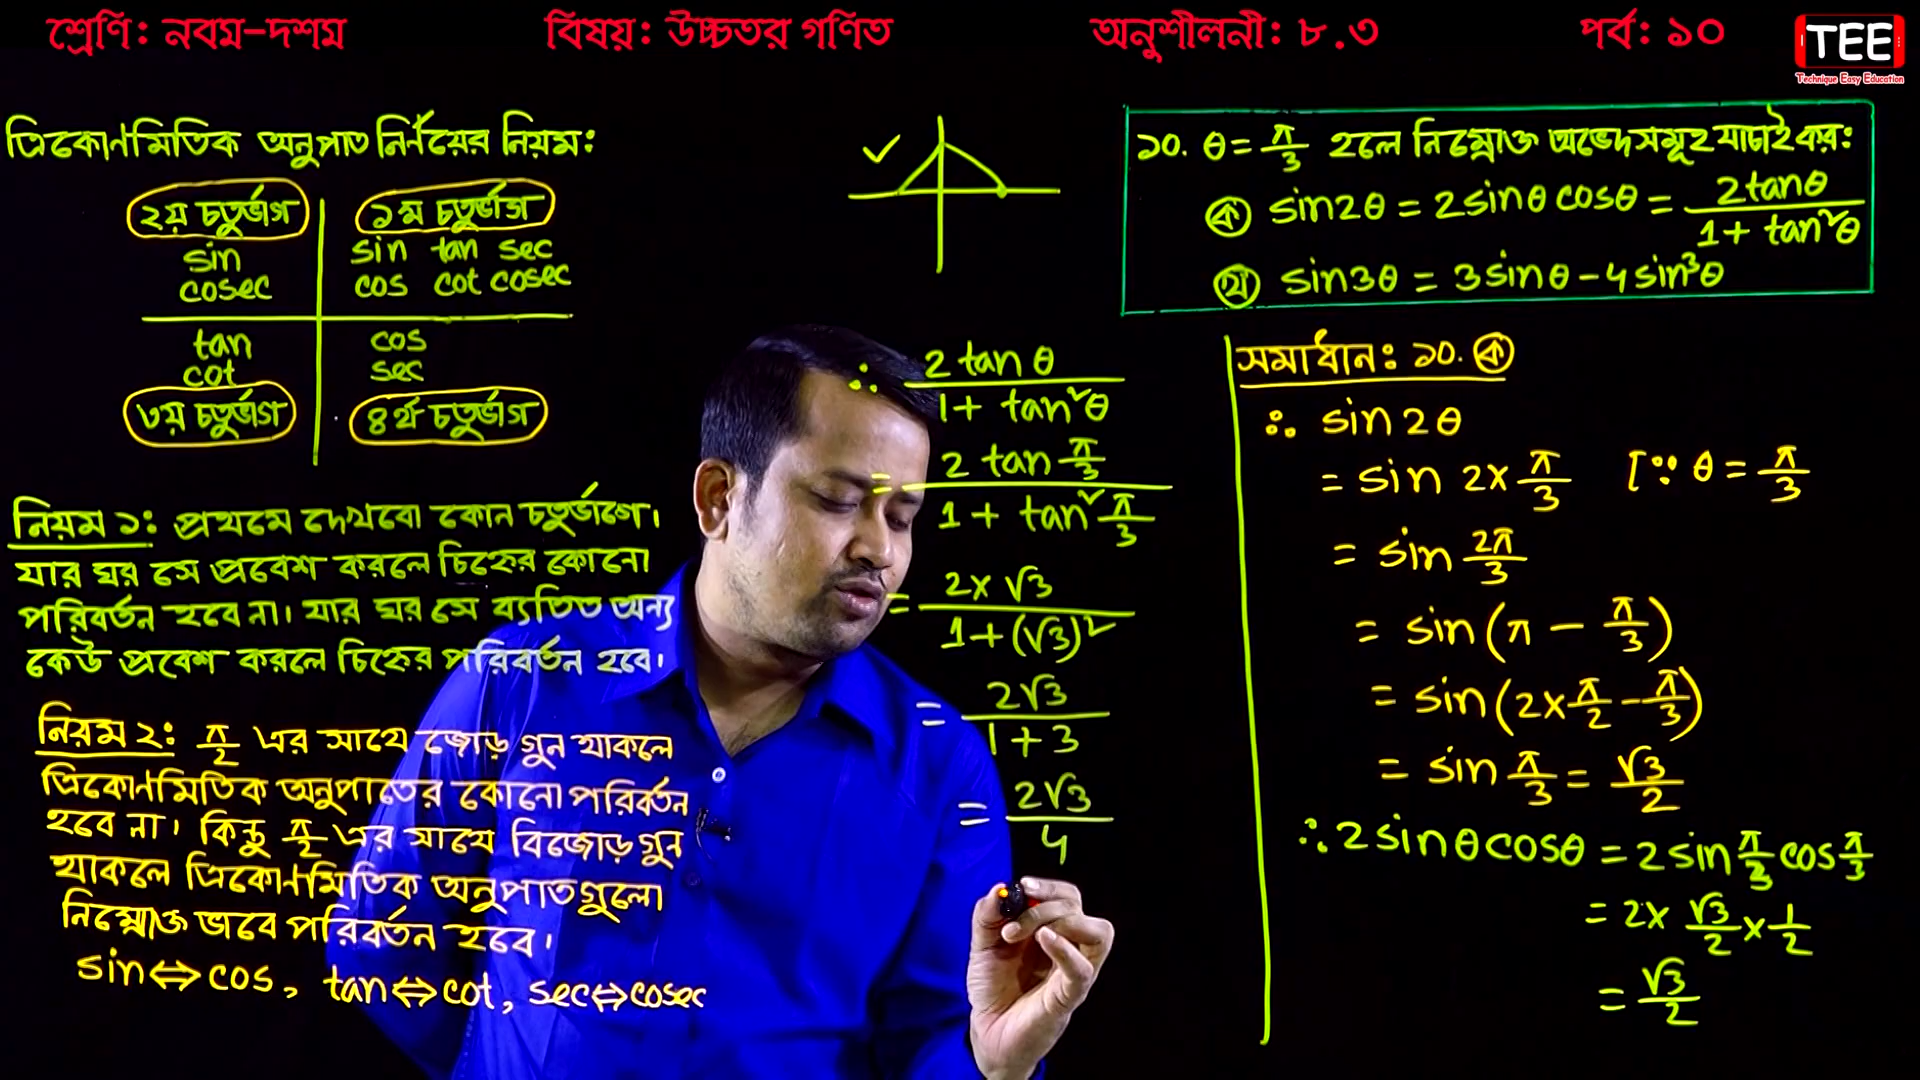 শ্রেণি: নবম-দশম
বিষয়: উচ্চতর গণিত
অনুশীলনী: ৮.৩
পর্ব: ১০
TEE
Technique Easy Education
ত্রিকোণমিতিক অনুপাত নির্ণয়ের নিয়ম:
২য় চতুর্ভাগ
sin
cosec
১ম চতুর্ভাগ
sin tan sec
cos cot cosec
tan
cot
৩য় চতুর্ভাগ
cos
sec
৪র্থ চতুর্ভাগ
নিয়ম ১: প্রথমে দেখবো কোন চতুর্ভাগে।
যার ঘর সে প্রবেশ করলে চিহ্নের কোনো
পরিবর্তন হবে না। যার ঘর সে ব্যতিত অন্য
কেউ প্রবেশ করলে চিহ্নের পরিবর্তন হবে।
নিয়ম ২: π/2 এর সাথে জোড় গুন থাকলে
ত্রিকোণমিতিক অনুপাতের কোনো পরিবর্তন
হবে না। কিন্তু π/2 এর সাথে বিজোড় গুন
থাকলে ত্রিকোণমিতিক অনুপাতগুলো
নিম্নোক্ত ভাবে পরিবর্তন হবে।
sin⇔cos, tan⇔cot, sec⇔cosec
✓
∴ 2 tan θ / 1 + tan²θ
= 2 tan π/3 / 1 + tan² π/3
= 2×√3 / 1+(√3)²
= 2√3 / 1+3
= 2√3 / 4
১০. θ = π/3 হলে নিম্নোক্ত অভেদসমূহ যাচাই কর:
ক sin2θ = 2sinθ cosθ = 2tanθ / 1+ tan²θ
খ sin3θ = 3sinθ − 4sin³θ
সমাধান: ১০. ক
∴ sin 2θ
= sin 2× π/3 [∵ θ = π/3
= sin 2π/3
= sin(π − π/3)
= sin(2×π/2 − π/3)
= sin π/3 = √3/2
∴ 2sinθcosθ = 2sin π/3 cos π/3
= 2× √3/2 × 1/2
= √3/2